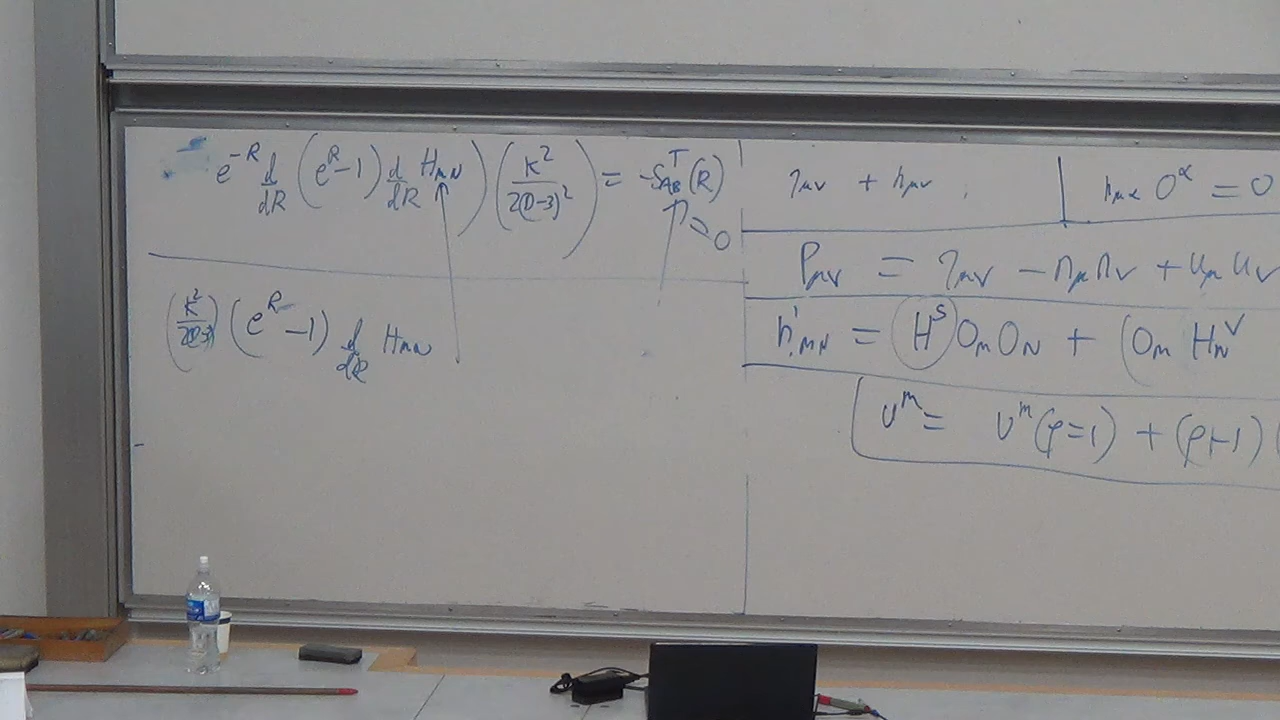 e^{-R} d/dR (e^R-1) d/dR H_{MN}) (K^2/2(D-3)^2) = -S^T_{AB}(R)
= 0
(K^2/2(D-3)) (e^R-1) d/dR H_{MN}
η_{μν} + h_{μν} , h_{μα} O^α = 0
P_{μν} = η_{μν} - n_μ n_ν + u_μ u_ν
h'_{MN} = (H^S) O_M O_N + (O_M H_N^V
U^M = U^M(ρ=1) + (ρ-1) (